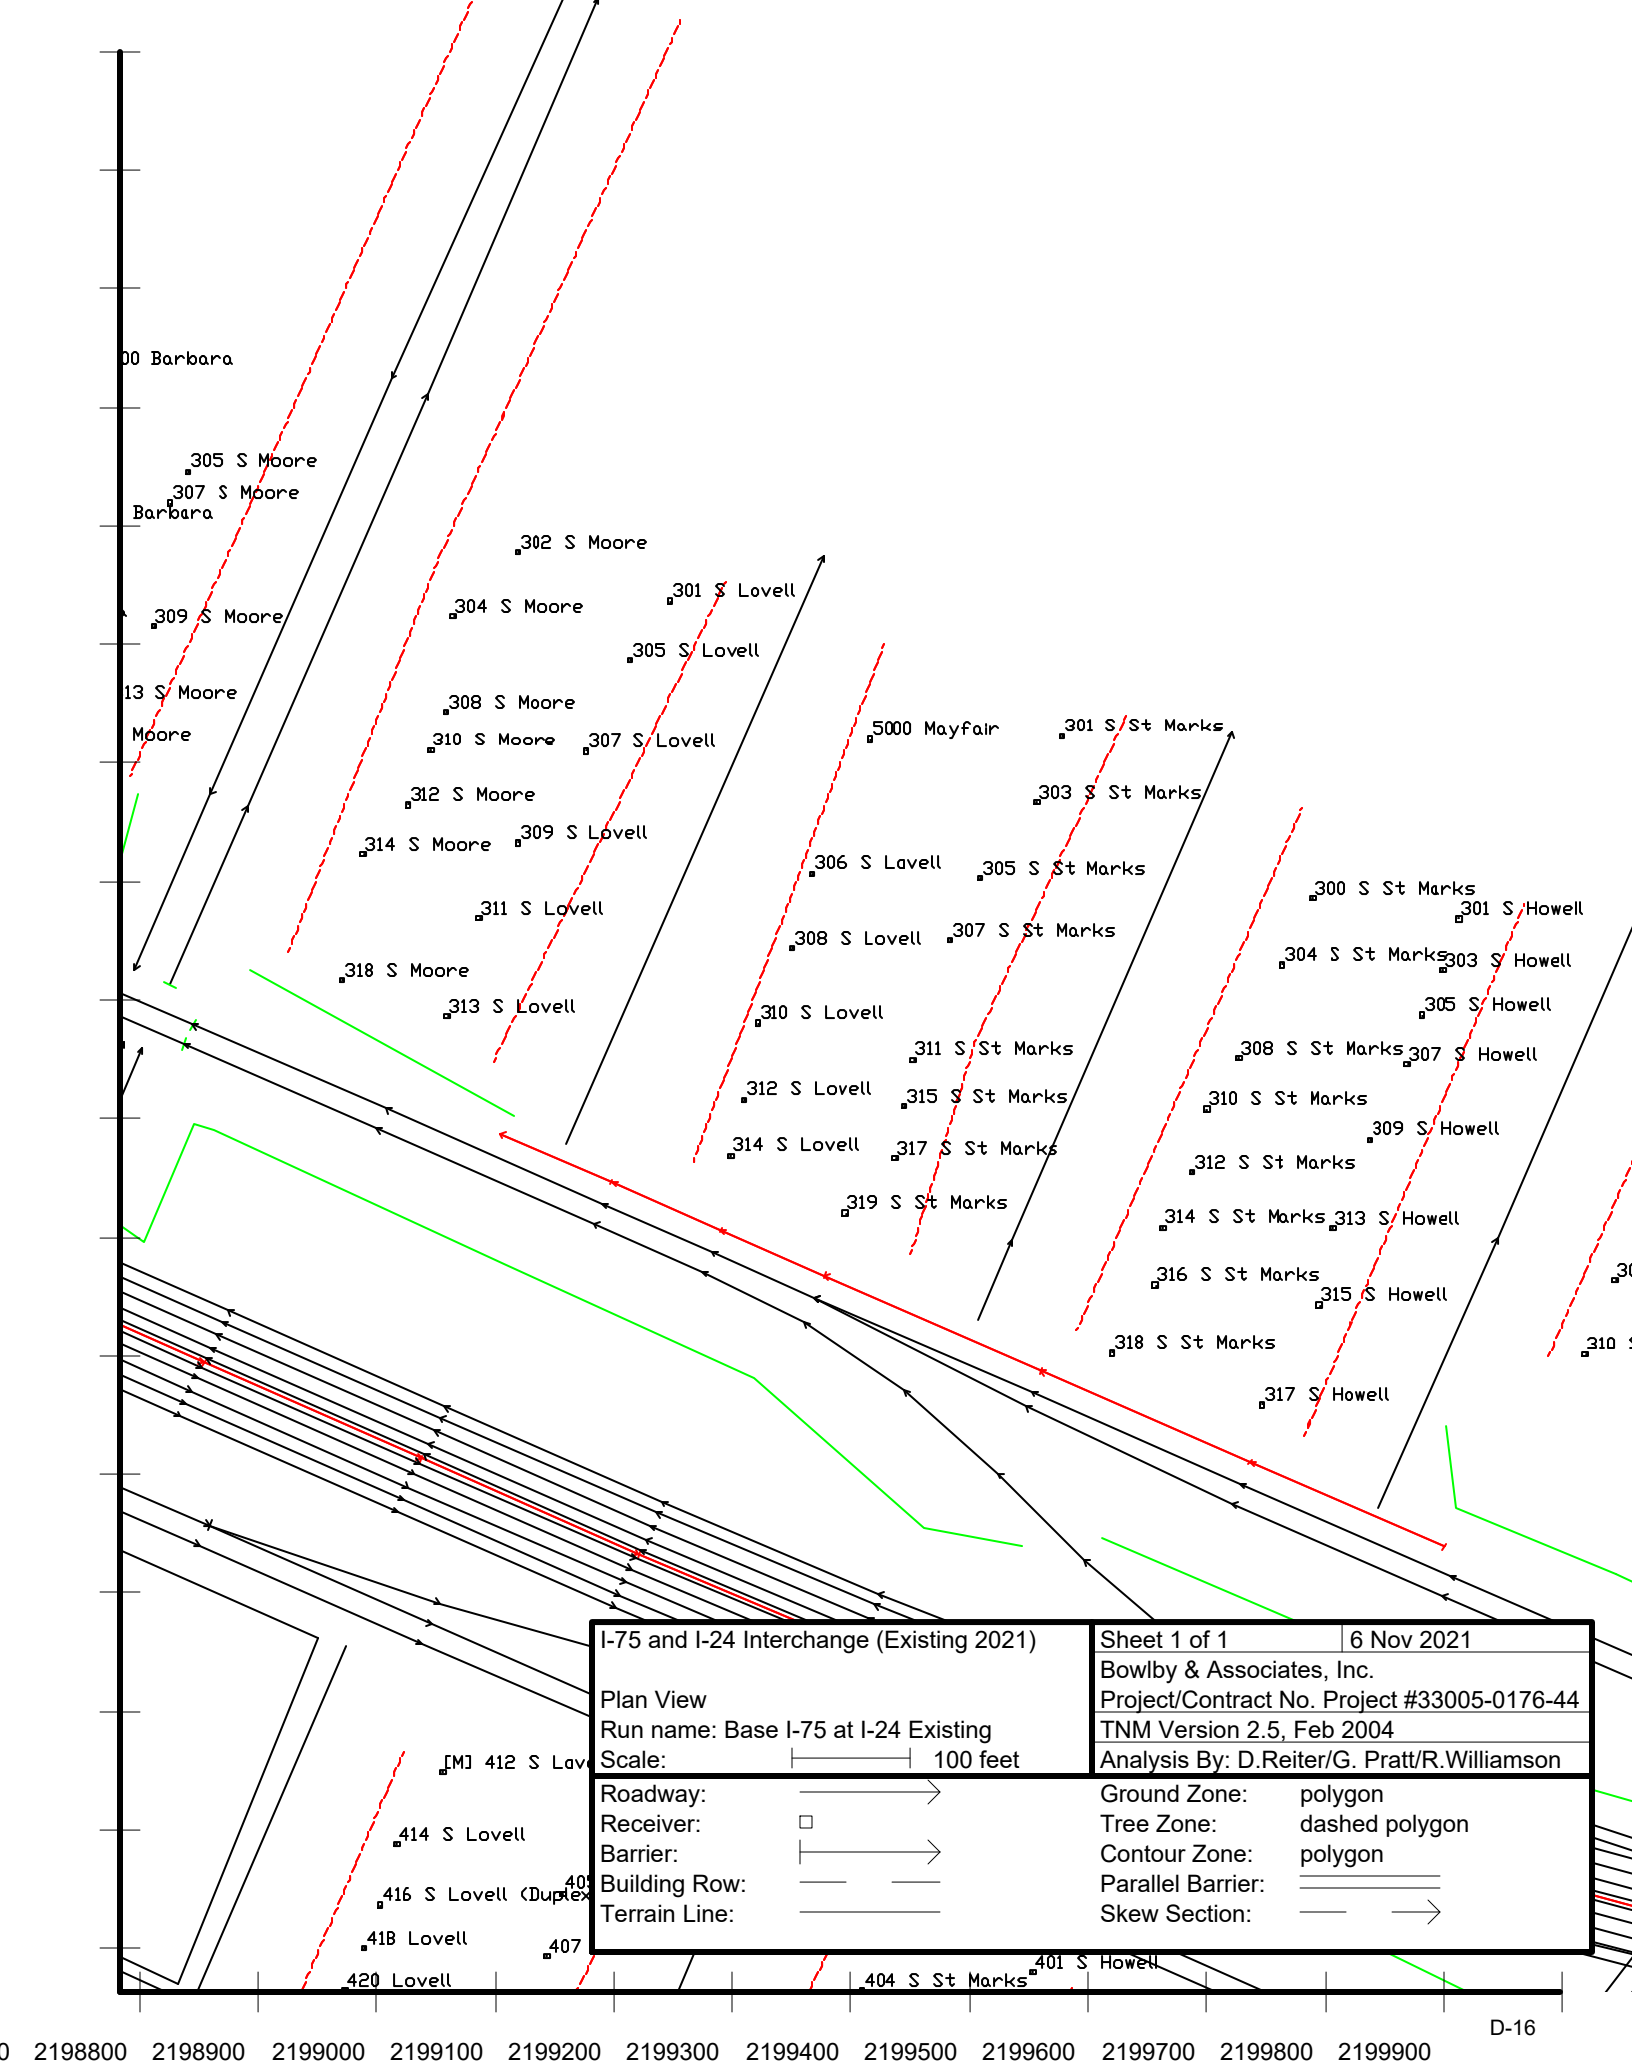 00 Barbara
305 S Moore
307 S Moore
Barbara
302 S Moore
301 S Lovell
304 S Moore
309 S Moore
305 S Lovell
13 S Moore
308 S Moore
5000 Mayfair
301 S St Marks
Moore
310 S Moore
307 S Lovell
312 S Moore
303 S St Marks
309 S Lovell
314 S Moore
306 S Lavell
305 S St Marks
300 S St Marks
311 S Lovell
301 S Howell
308 S Lovell
307 S St Marks
304 S St Marks
303 S Howell
318 S Moore
313 S Lovell
310 S Lovell
305 S Howell
311 S St Marks
308 S St Marks
307 S Howell
312 S Lovell
315 S St Marks
310 S St Marks
309 S Howell
314 S Lovell
317 S St Marks
312 S St Marks
319 S St Marks
314 S St Marks
313 S Howell
316 S St Marks
30
315 S Howell
318 S St Marks
310 S
317 S Howell
I-75 and I-24 Interchange (Existing 2021)
Plan View
Run name: Base I-75 at I-24 Existing
Scale: 100 feet
Sheet 1 of 1
6 Nov 2021
Bowlby & Associates, Inc.
Project/Contract No. Project #33005-0176-44
TNM Version 2.5, Feb 2004
Analysis By: D.Reiter/G. Pratt/R.Williamson
Roadway:
Receiver:
Barrier:
Building Row:
Terrain Line:
Ground Zone: polygon
Tree Zone: dashed polygon
Contour Zone: polygon
Parallel Barrier:
Skew Section:
[M] 412 S Lav
414 S Lovell
405
416 S Lovell (Duplex
418 Lovell
407
420 Lovell
404 S St Marks
401 S Howell
D-16
0 2198800 2198900 2199000 2199100 2199200 2199300 2199400 2199500 2199600 2199700 2199800 2199900